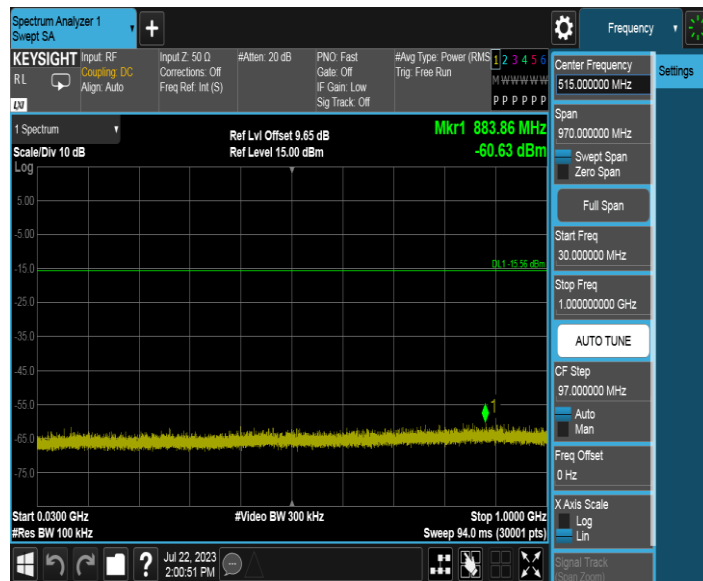 Spectrum Analyzer 1
Swept SA
+
Frequency
KEYSIGHT
RL
LXI
Input: RF
Coupling: DC
Align: Auto
Input Z: 50 Ω
Corrections: Off
Freq Ref: Int (S)
#Atten: 20 dB
PNO: Fast
Gate: Off
IF Gain: Low
Sig Track: Off
#Avg Type: Power (RMS
Trig: Free Run
1 2 3 4 5 6
M W W W W W
P P P P P P
1 Spectrum
Scale/Div 10 dB
Ref Lvl Offset 9.65 dB
Ref Level 15.00 dBm
Mkr1 883.86 MHz
-60.63 dBm
Log
5.00
-5.00
-15.0
-25.0
-35.0
-45.0
-55.0
-65.0
-75.0
DL1 -15.56 dBm
1
Start 0.0300 GHz
#Res BW 100 kHz
#Video BW 300 kHz
Stop 1.0000 GHz
Sweep 94.0 ms (30001 pts)
?
Jul 22, 2023
2:00:51 PM
Center Frequency
515.000000 MHz
Span
970.000000 MHz
Swept Span
Zero Span
Full Span
Start Freq
30.000000 MHz
Stop Freq
1.000000000 GHz
AUTO TUNE
CF Step
97.000000 MHz
Auto
Man
Freq Offset
0 Hz
X Axis Scale
Log
Lin
Signal Track
(Span Zoom)
Settings